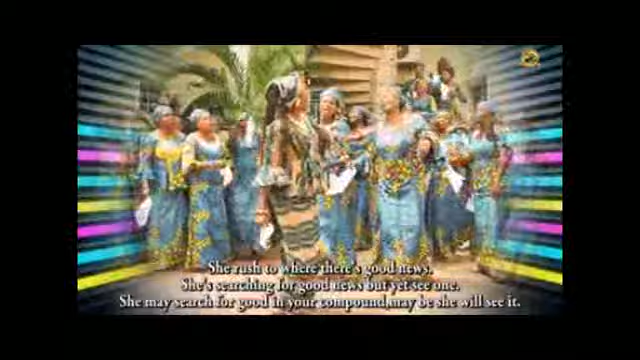 She rush to where there's good news.
She's searching for good news but yet see one.
She may search for good in your compound,may be she will see it.